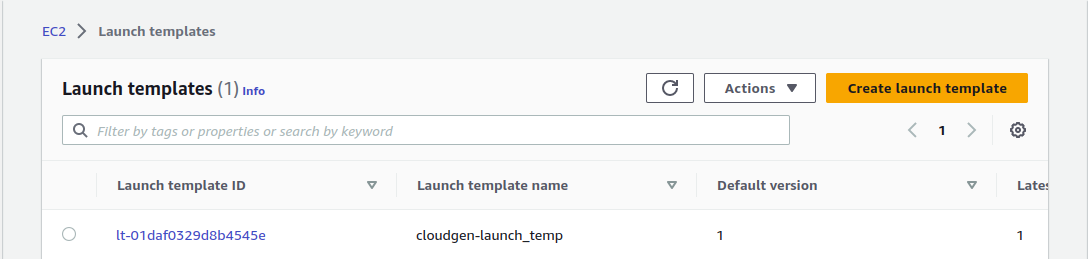 EC2 > Launch templates
Launch templates (1) Info
Actions ▼
Create launch template
Filter by tags or properties or search by keyword
< 1 >
Launch template ID
Launch template name
Default version
Lates
lt-01daf0329d8b4545e
cloudgen-launch_temp
1
1